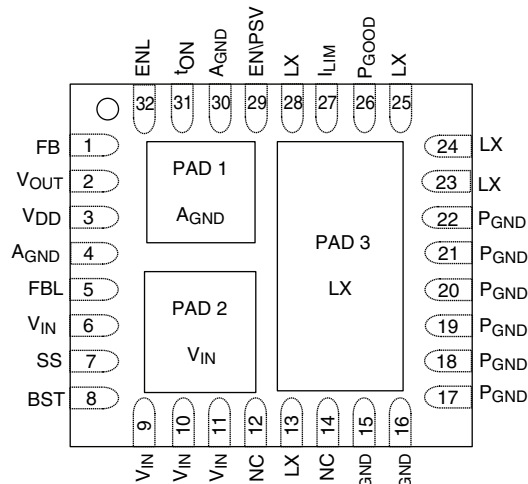 ENL
tON
AGND
EN\PSV
LX
ILIM
PGOOD
LX
32 31 30 29 28 27 26 25
FB 1
VOUT 2
VDD 3
AGND 4
FBL 5
VIN 6
SS 7
BST 8
PAD 1
AGND
PAD 2
VIN
PAD 3
LX
24 LX
23 LX
22 PGND
21 PGND
20 PGND
19 PGND
18 PGND
17 PGND
9 10 11 12 13 14 15 16
VIN
VIN
VIN
NC
LX
NC
GND
GND